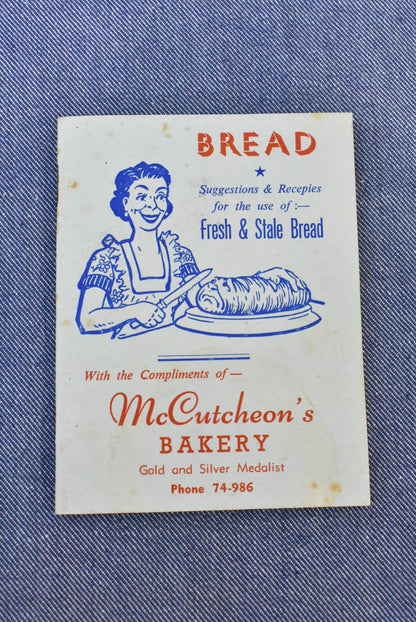 BREAD
Suggestions & Recepies
for the use of :—
Fresh & Stale Bread
With the Compliments of —
McCutcheon's
BAKERY
Gold and Silver Medalist
Phone 74-986